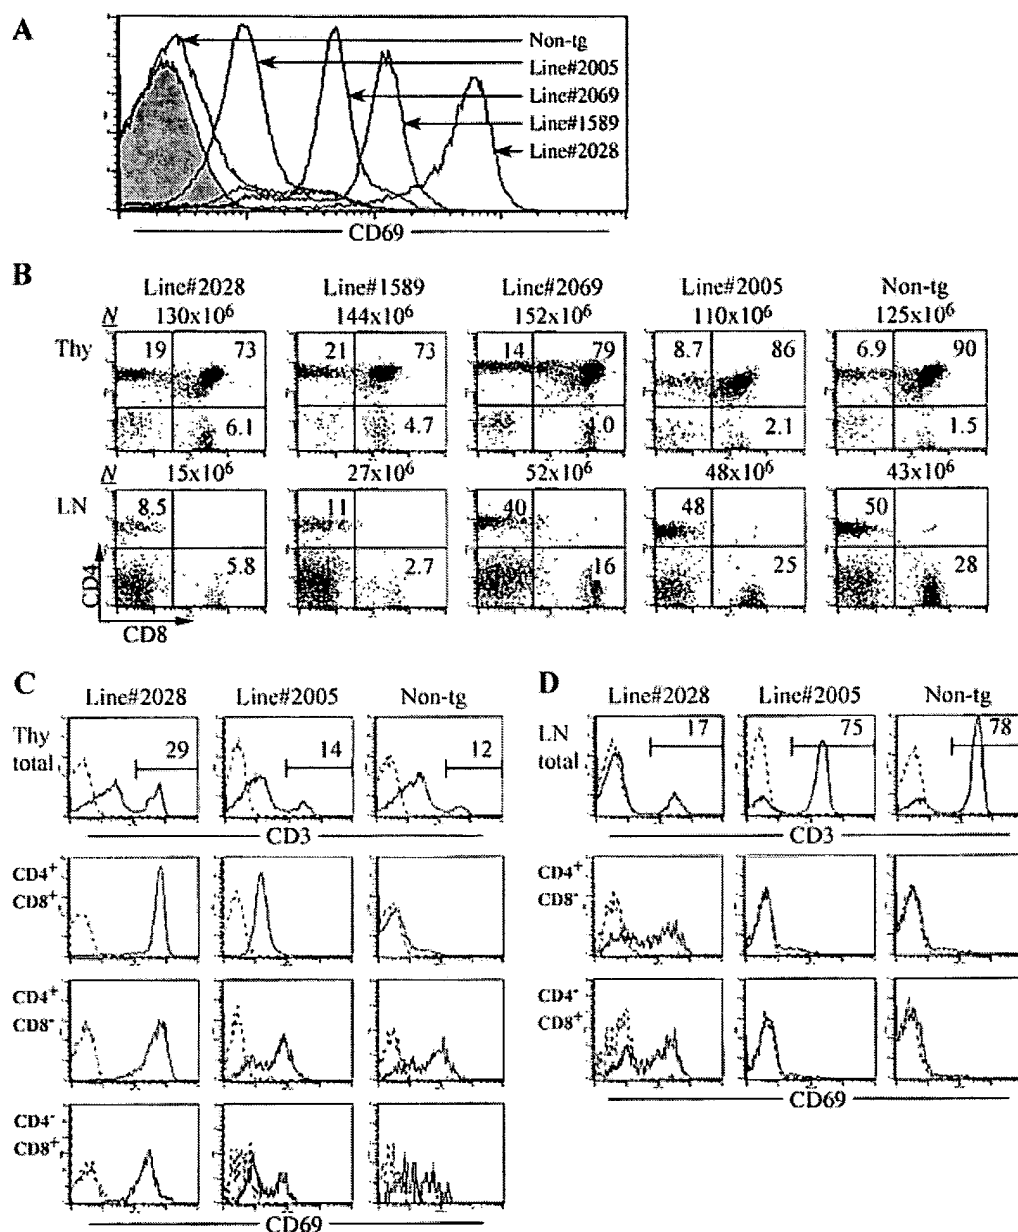 A
Non-tg
Line#2005
Line#2069
Line#1589
Line#2028
CD69
B
Line#2028 Line#1589 Line#2069 Line#2005 Non-tg
N 130x10⁶ 144x10⁶ 152x10⁶ 110x10⁶ 125x10⁶
Thy 19 73 21 73 14 79 8.7 86 6.9 90
6.1 4.7 4.0 2.1 1.5
N 15x10⁶ 27x10⁶ 52x10⁶ 48x10⁶ 43x10⁶
LN 8.5 11 40 48 50
5.8 2.7 16 25 28
CD4
CD8
C
Line#2028 Line#2005 Non-tg
Thy total 29 14 12
CD3
CD4⁺ CD8⁺
CD4⁺ CD8⁻
CD4⁻ CD8⁺
CD69
D
Line#2028 Line#2005 Non-tg
LN total 17 75 78
CD3
CD4⁺ CD8⁻
CD4⁻ CD8⁺
CD69